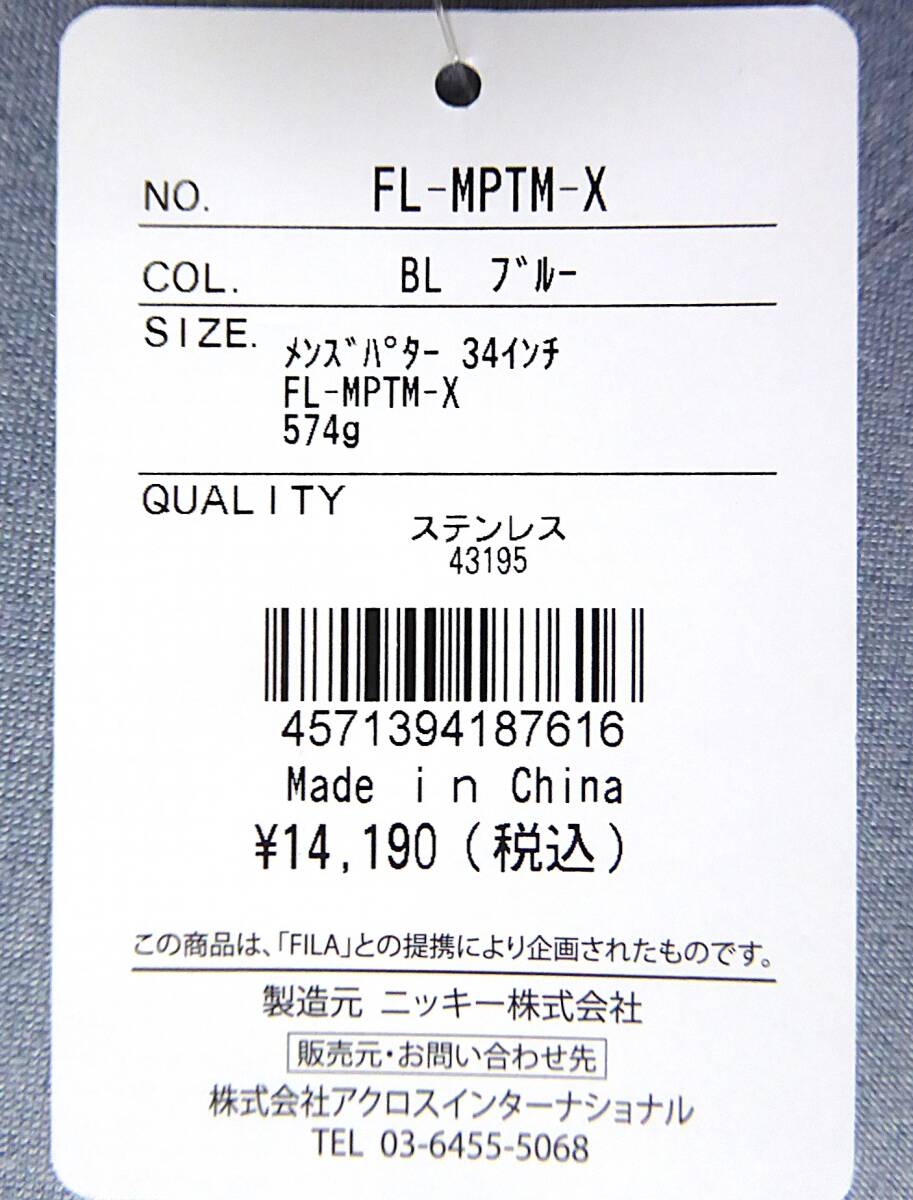 NO. FL-MPTM-X
COL. BL ブルー
SIZE. メンズパター 34インチ
FL-MPTM-X
574g
QUALITY
ステンレス
43195
4571394187616
Made in China
¥14,190(税込)
この商品は、「FILA」との提携により企画されたものです。
製造元 ニッキー株式会社
販売元・お問い合わせ先
株式会社アクロスインターナショナル
TEL 03-6455-5068